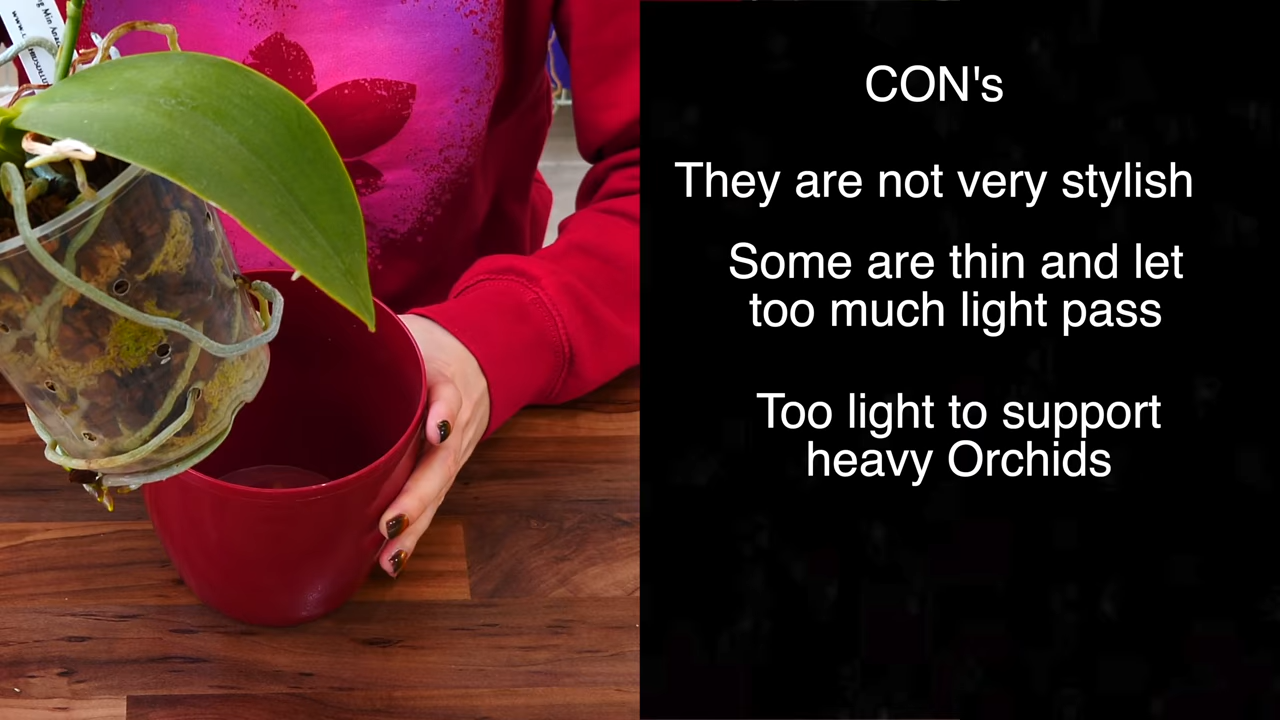 CON's
They are not very stylish
Some are thin and let
too much light pass
Too light to support
heavy Orchids